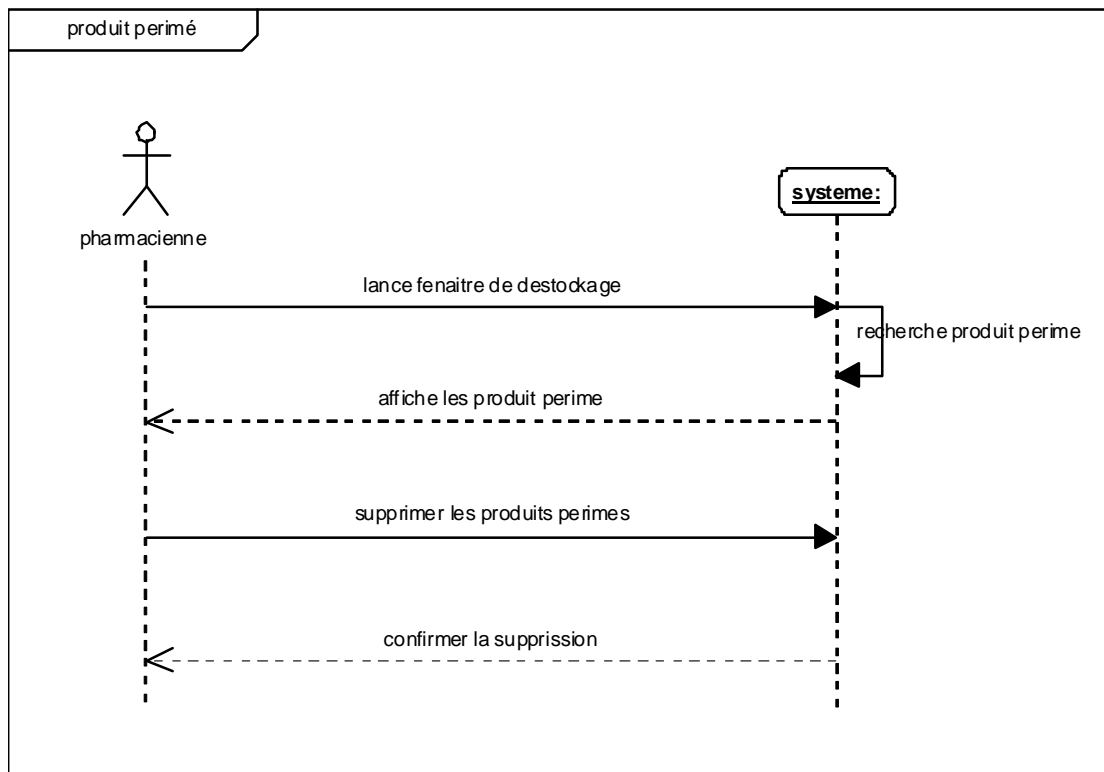 produit perimé
systeme:
pharmacienne
lance fenaitre de destockage
recherche produit perime
affiche les produit perime
supprimer les produits perimes
confirmer la supprission